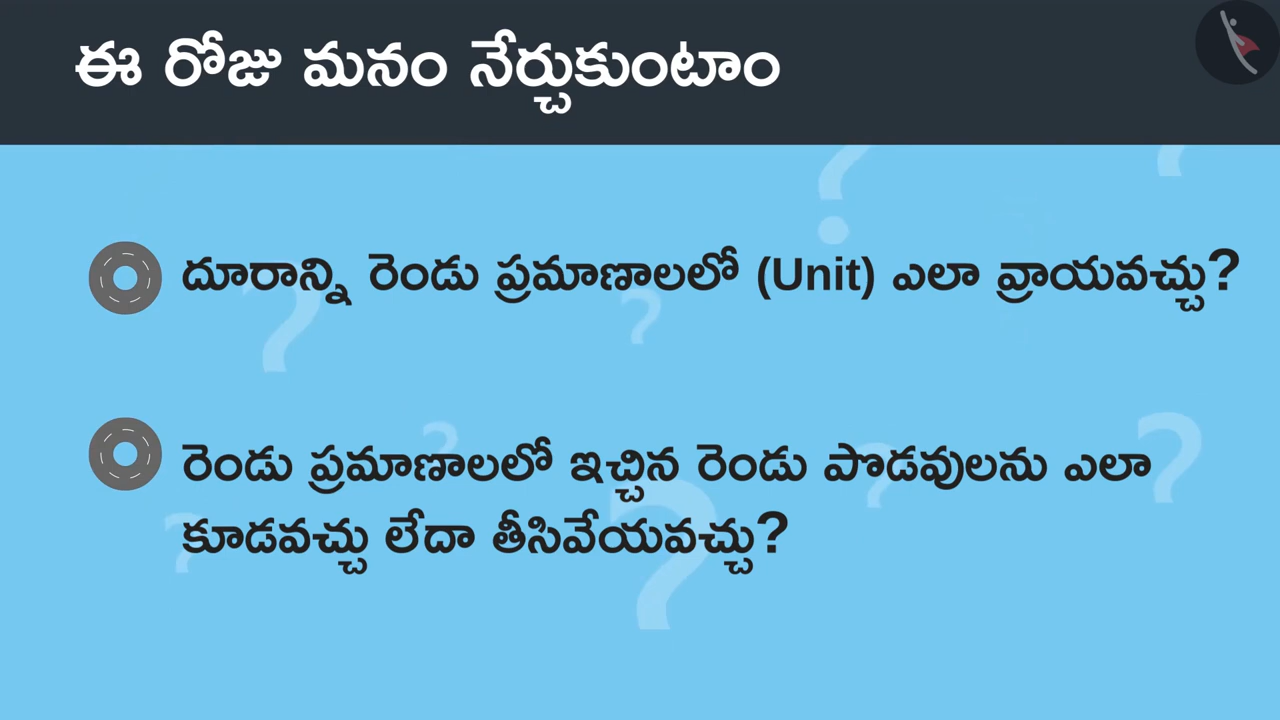 ఈ రోజు మనం నేర్చుకుంటాం
దూరాన్ని రెండు ప్రమాణాలలో (Unit) ఎలా వ్రాయవచ్చు?
రెండు ప్రమాణాలలో ఇచ్చిన రెండు పొడవులను ఎలా
కూడవచ్చు లేదా తీసివేయవచ్చు?